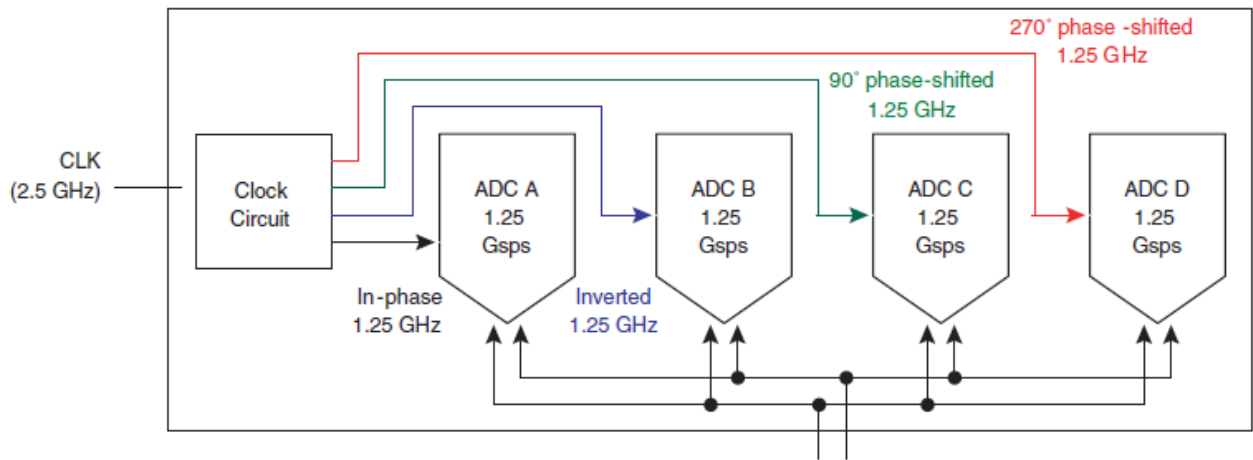 270° phase -shifted
1.25 GHz
90° phase-shifted
1.25 GHz
CLK
(2.5 GHz)
Clock
Circuit
ADC A
1.25
Gsps
ADC B
1.25
Gsps
ADC C
1.25
Gsps
ADC D
1.25
Gsps
In-phase
1.25 GHz
Inverted
1.25 GHz